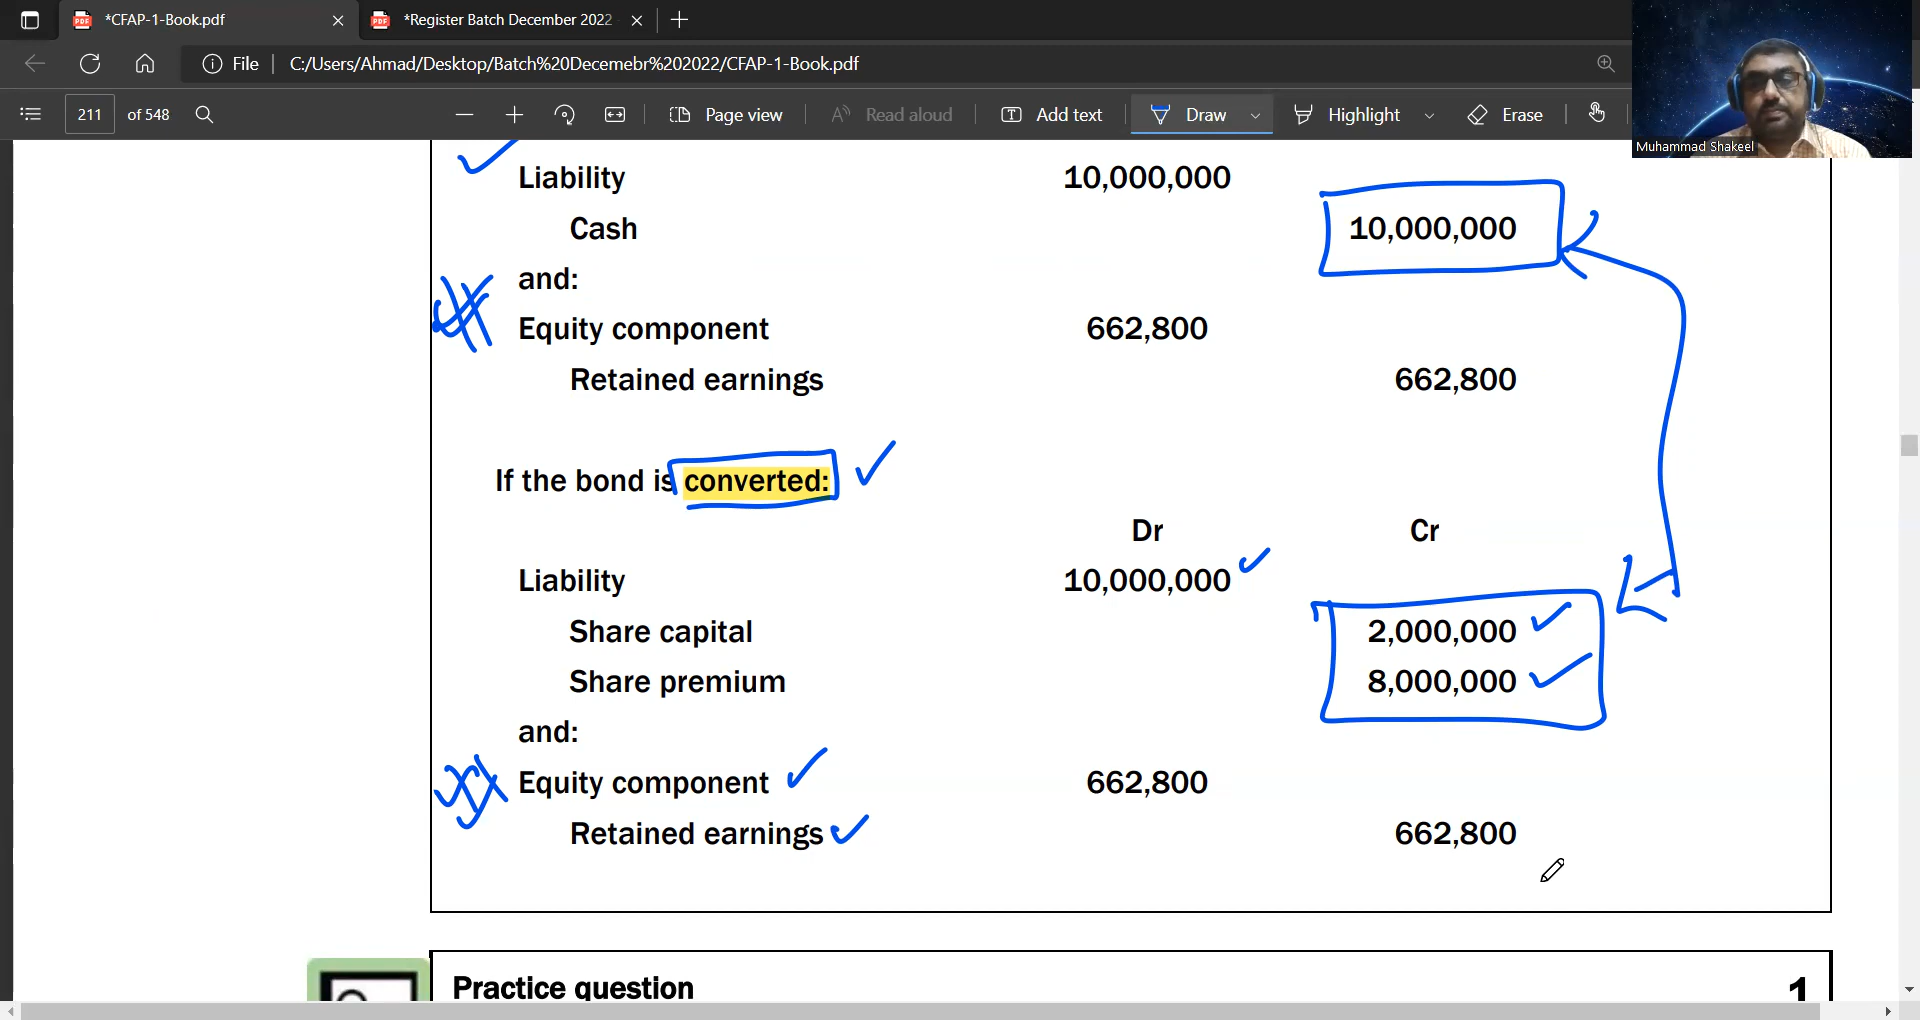 *CFAP-1-Book.pdf
*Register Batch December 2022
File C:/Users/Ahmad/Desktop/Batch%20Decemebr%202022/CFAP-1-Book.pdf
211 of 548 Page view Read aloud Add text Draw Highlight Erase
Muhammad Shakeel
Liability 10,000,000
Cash 10,000,000
and:
Equity component 662,800
Retained earnings 662,800
If the bond is converted:
Dr Cr
Liability 10,000,000
Share capital 2,000,000
Share premium 8,000,000
and:
Equity component 662,800
Retained earnings 662,800
Practice question 1